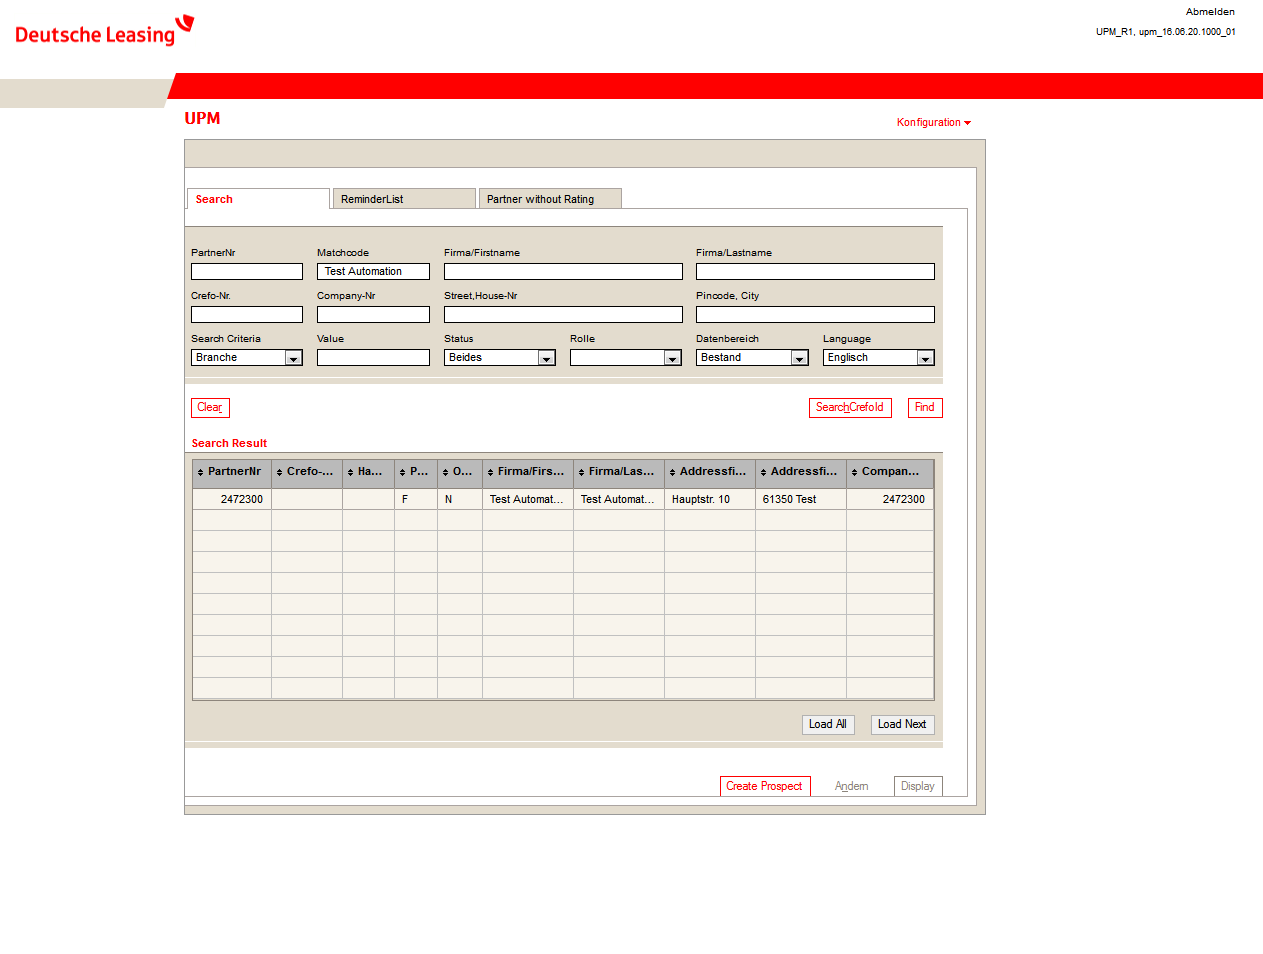 Abmelden
Deutsche Leasing
UPM_R1, upm_16.06.20.1000_01
UPM
Konfiguration
Search ReminderList Partner without Rating
PartnerNr Matchcode Firma/Firstname Firma/Lastname
Test Automation
Crefo-Nr. Company-Nr Street,House-Nr Pincode, City
Search Criteria Value Status Rolle Datenbereich Language
Branche Beides Bestand Englisch
Clear SearchCrefoId Find
Search Result
PartnerNr Crefo-... Ha... P... O... Firma/Firs... Firma/Las... Addressfi... Addressfi... Compan...
2472300 F N Test Automat... Test Automat... Hauptstr. 10 61350 Test 2472300
Load All Load Next
Create Prospect Ändern Display